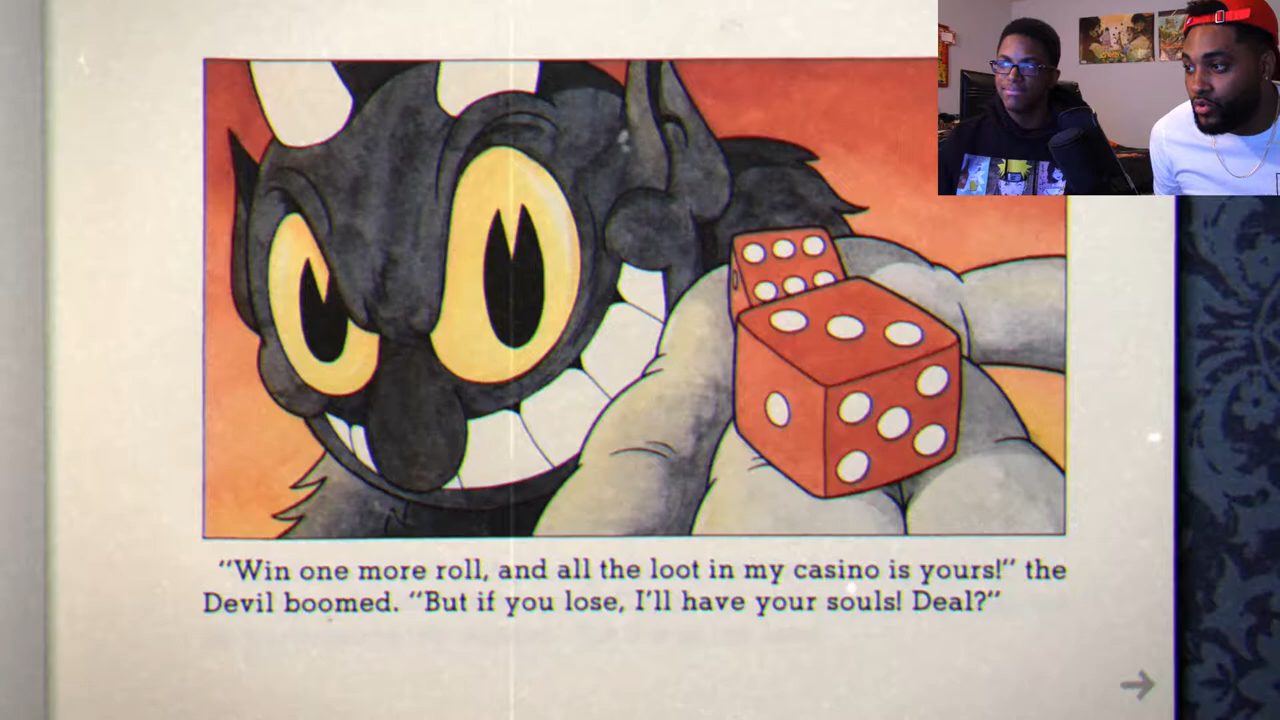 “Win one more roll, and all the loot in my casino is yours!” the
Devil boomed. “But if you lose, I’ll have your souls! Deal?”